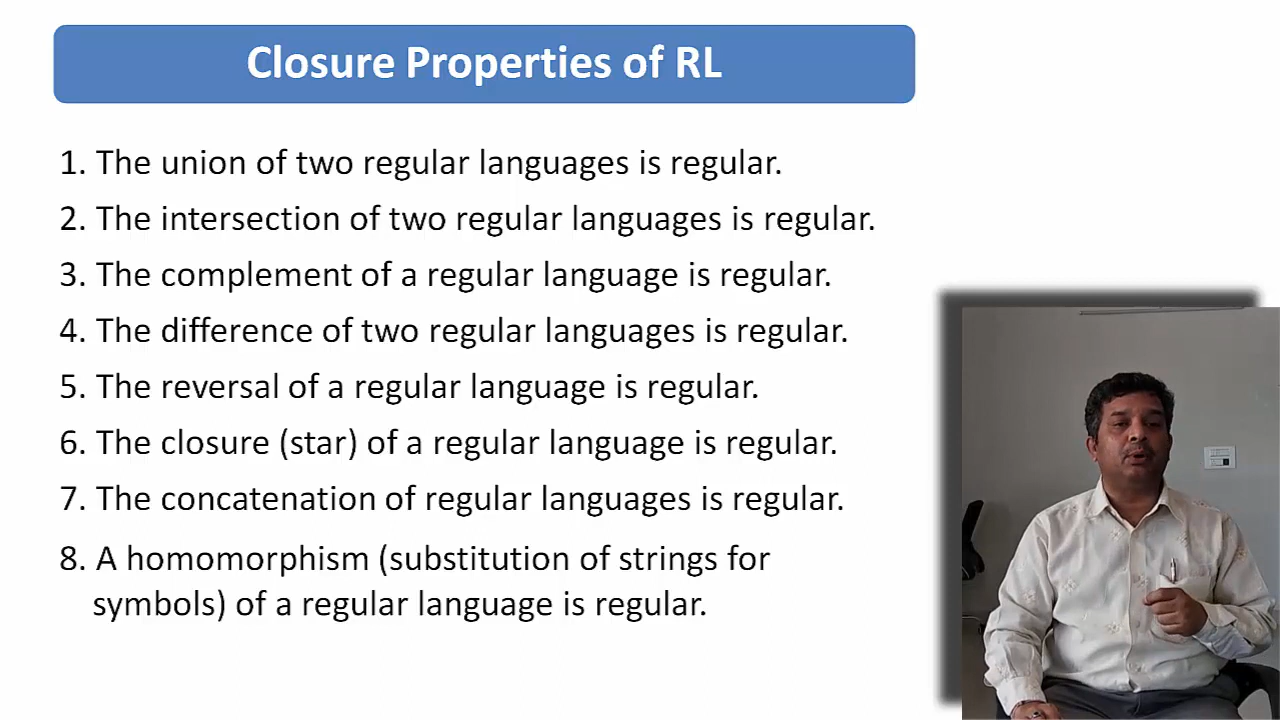 Closure Properties of RL
1. The union of two regular languages is regular.
2. The intersection of two regular languages is regular.
3. The complement of a regular language is regular.
4. The difference of two regular languages is regular.
5. The reversal of a regular language is regular.
6. The closure (star) of a regular language is regular.
7. The concatenation of regular languages is regular.
8. A homomorphism (substitution of strings for
symbols) of a regular language is regular.